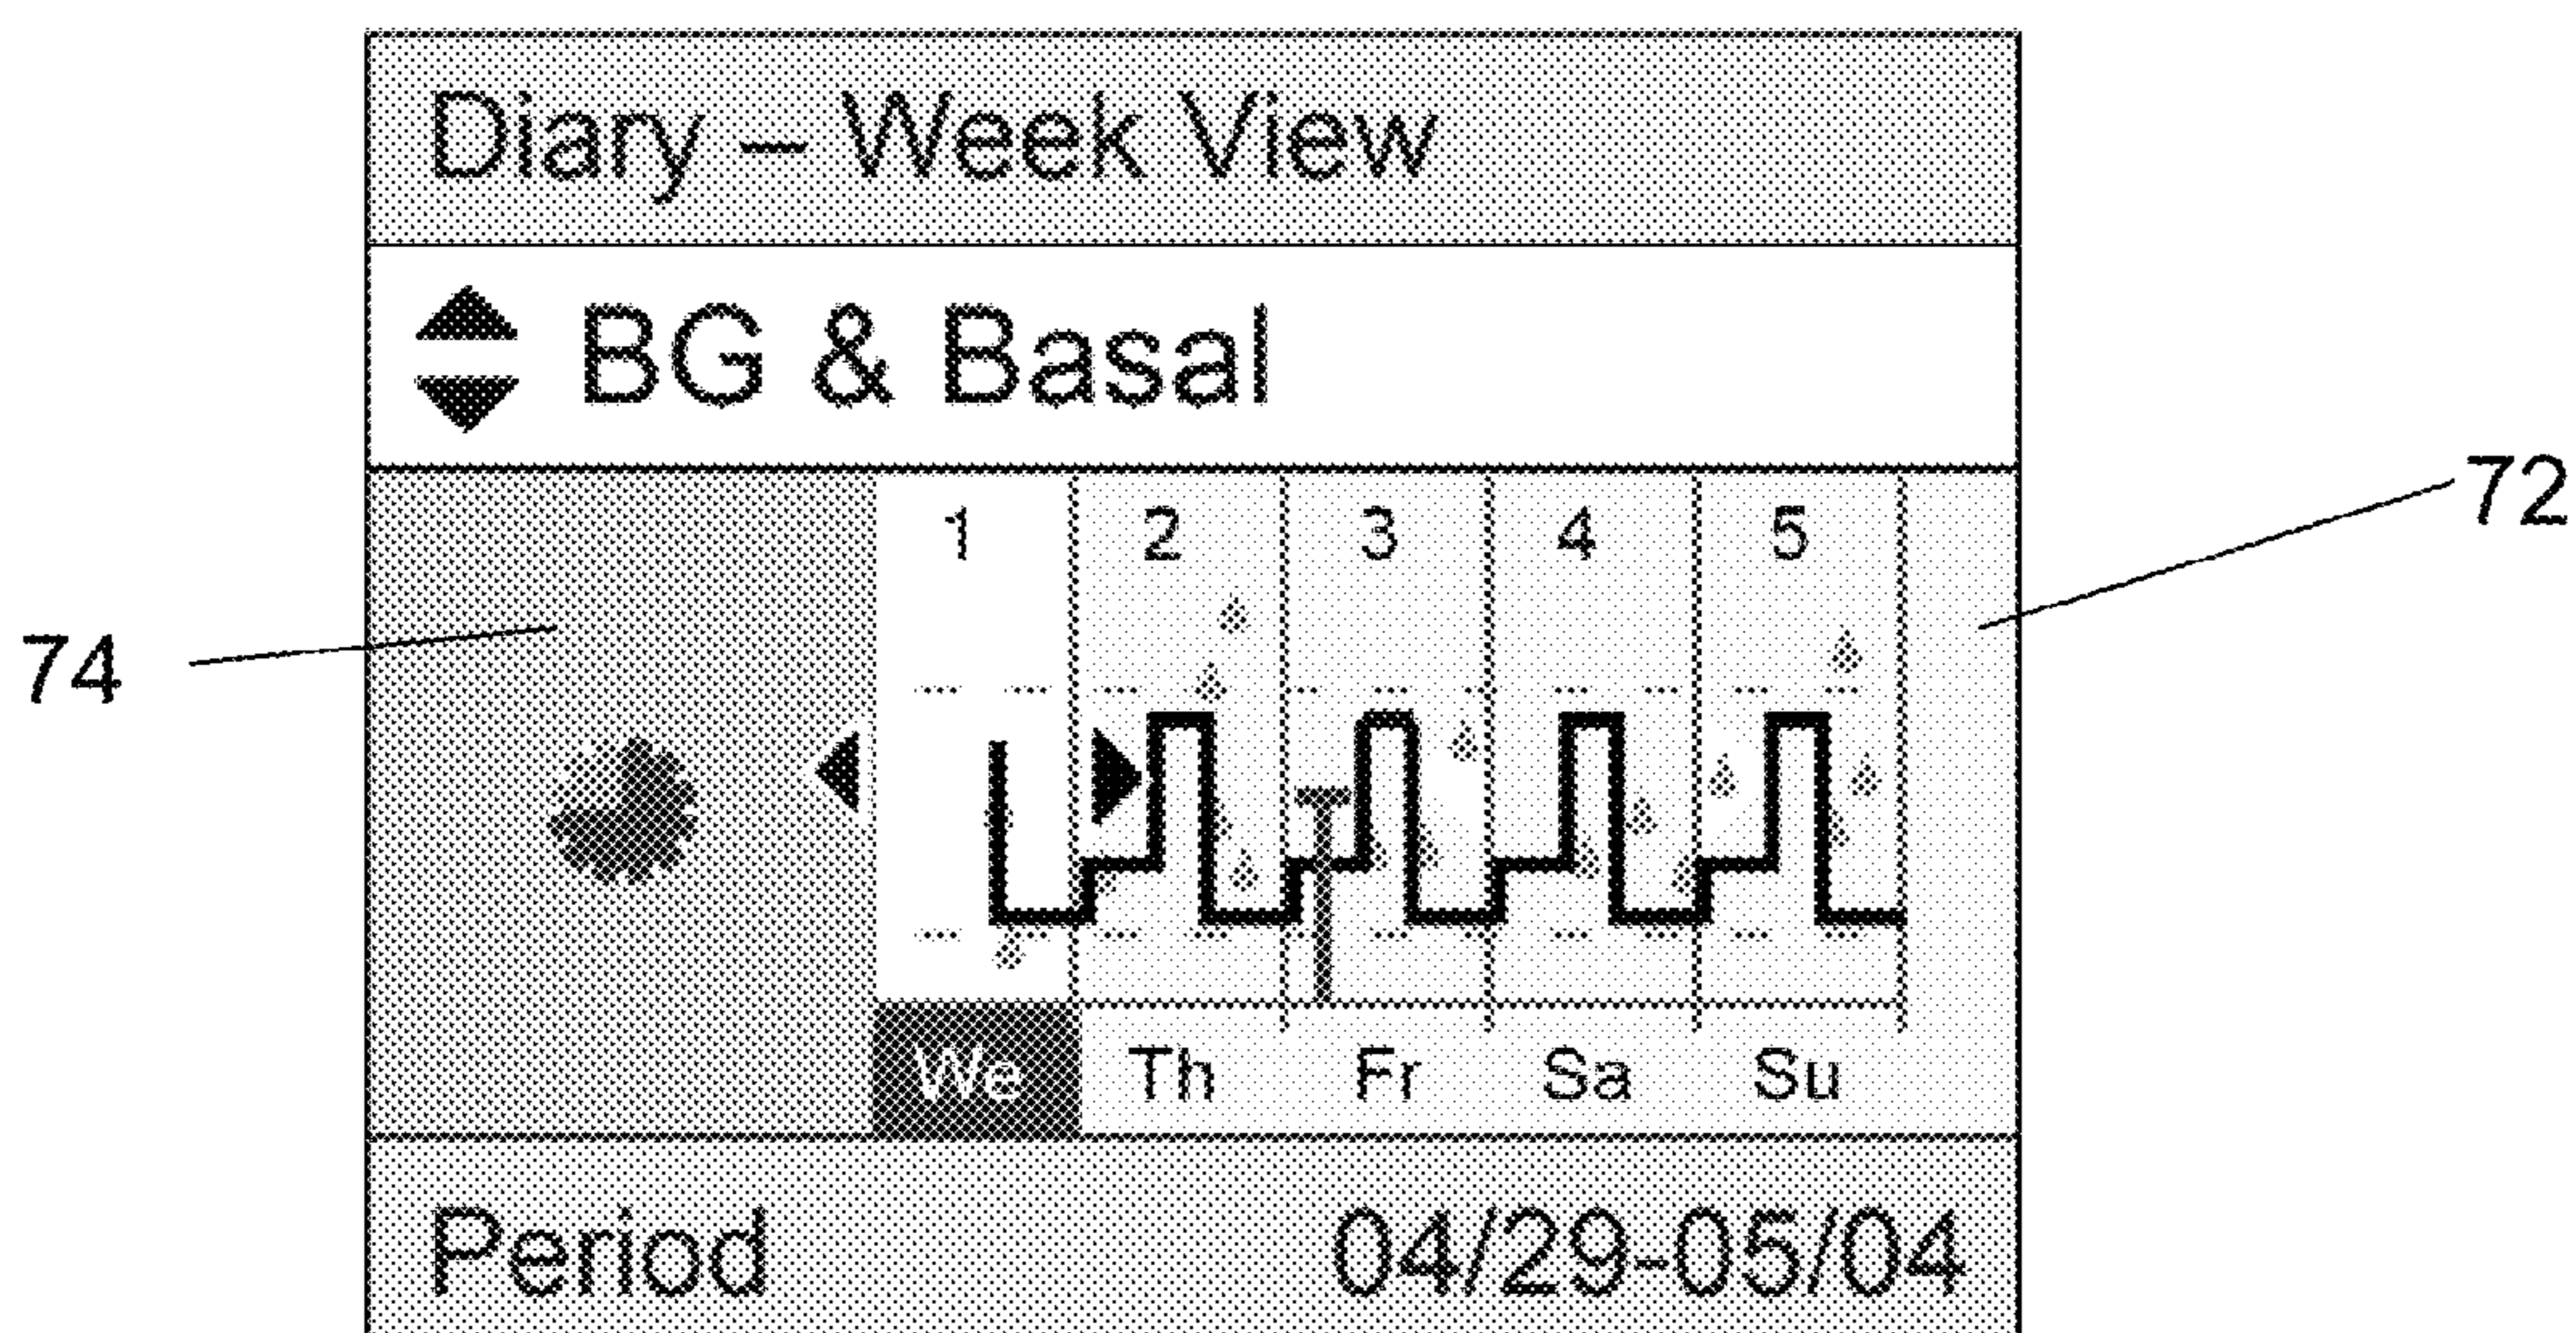 Diary – Week View
BG & Basal
72
1 2 3 4 5
74
We Th Fr Sa Su
Period 04/29-05/04